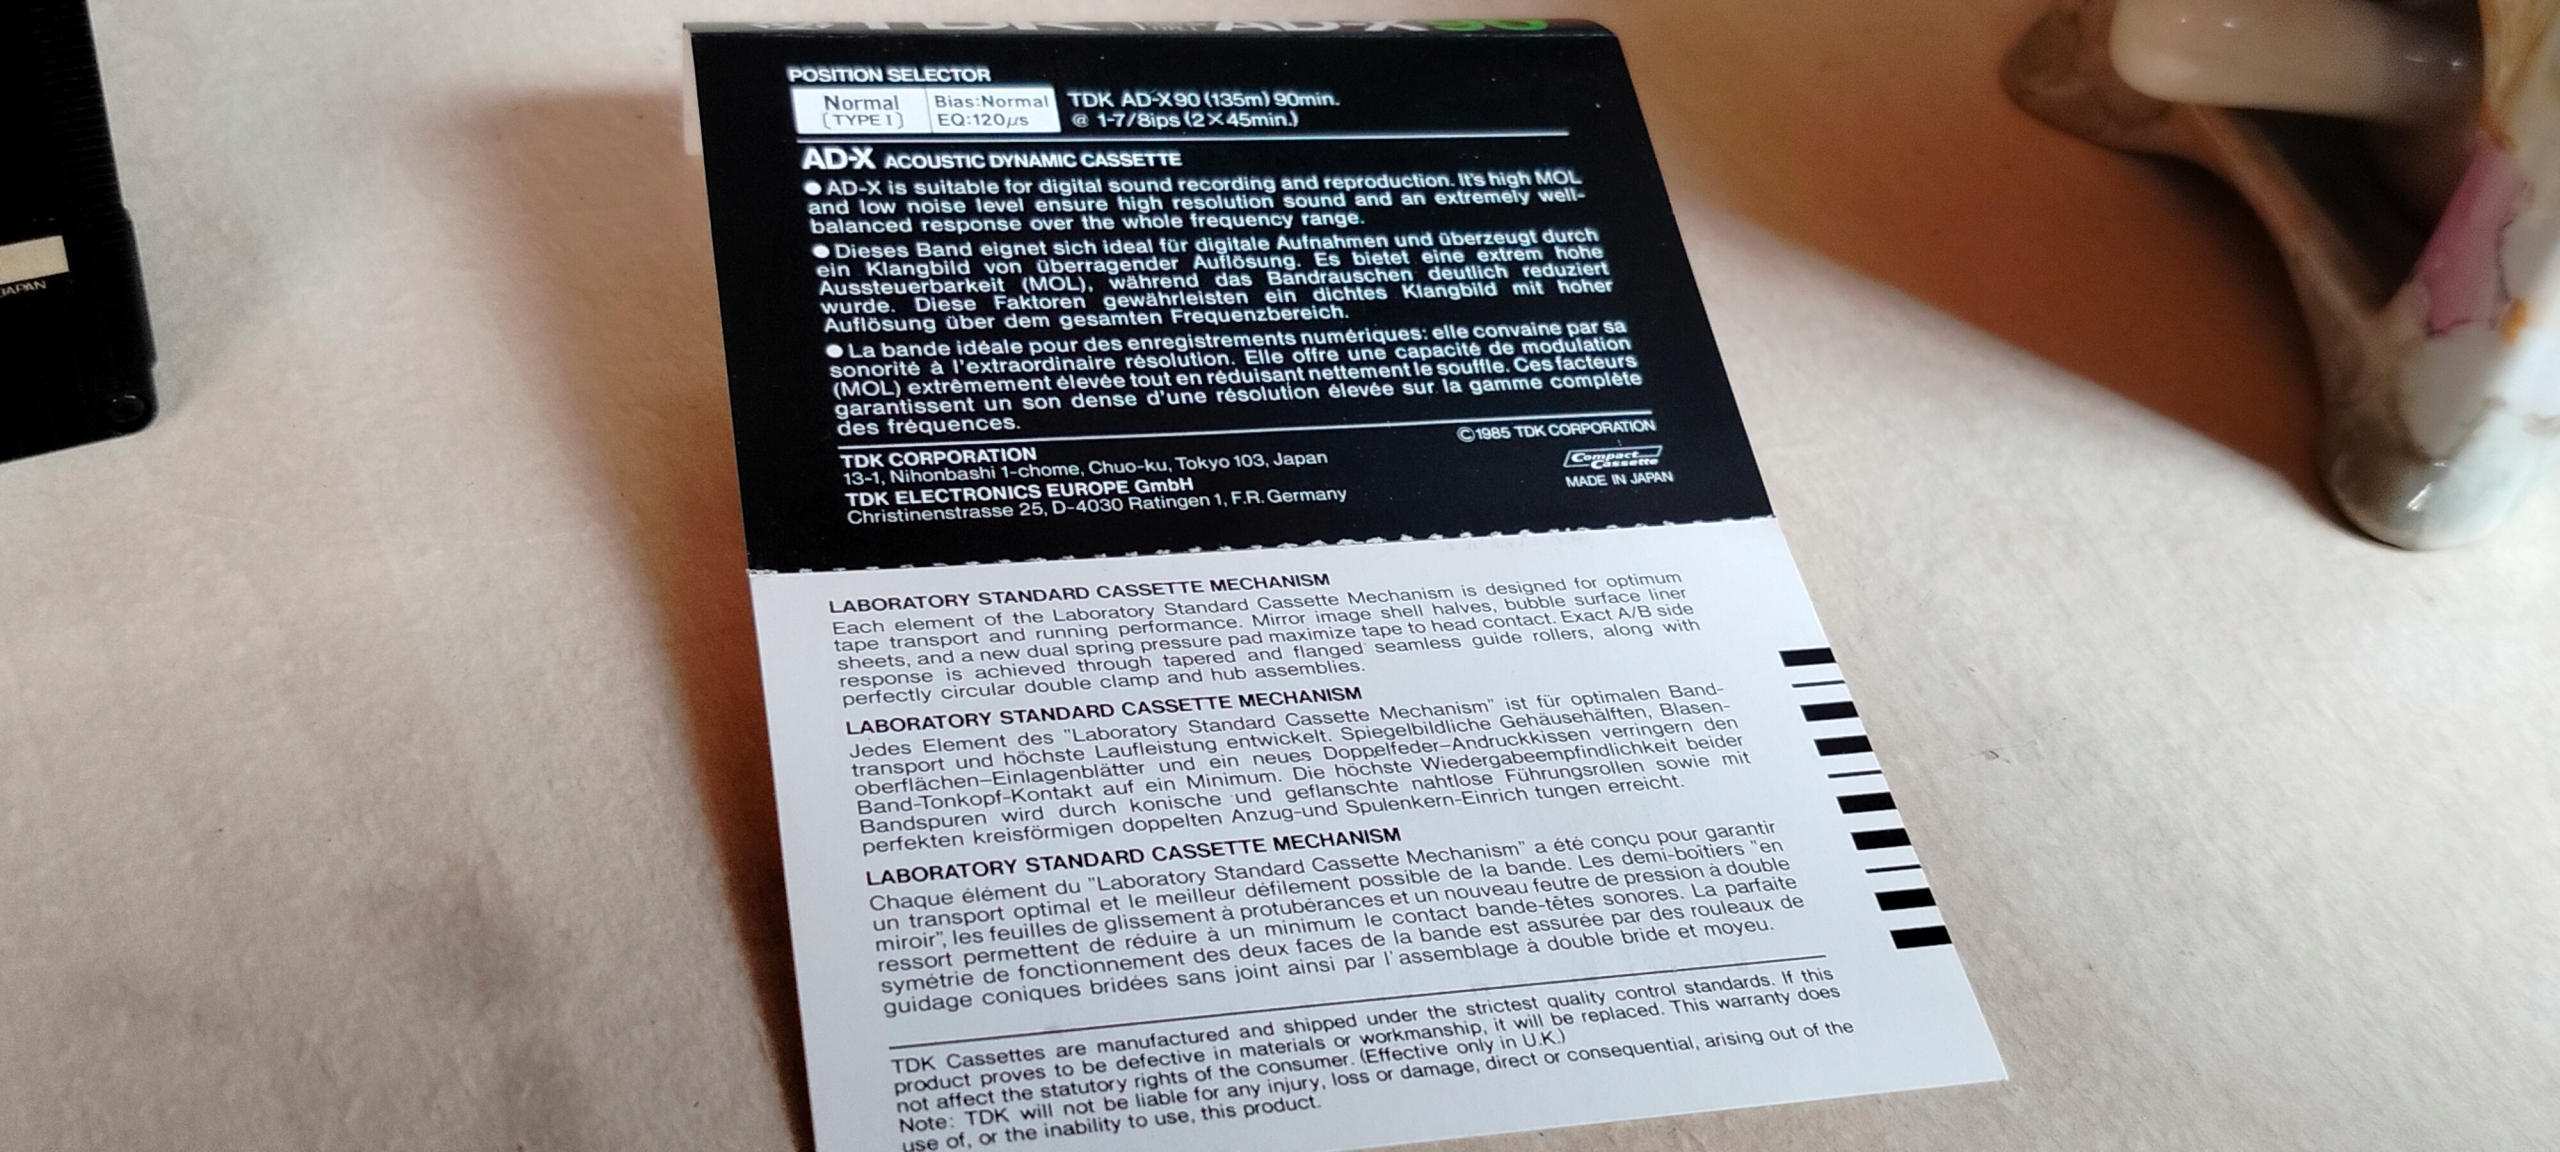 TDK AD-X90
POSITION SELECTOR
Normal
(TYPE I)
Bias:Normal
EQ:120μs
TDK AD-X90 (135m) 90min.
@ 1-7/8ips (2×45min.)
AD-X ACOUSTIC DYNAMIC CASSETTE
● AD-X is suitable for digital sound recording and reproduction. It's high MOL
and low noise level ensure high resolution sound and an extremely well-
balanced response over the whole frequency range.
● Dieses Band eignet sich ideal für digitale Aufnahmen und überzeugt durch
ein Klangbild von überragender Auflösung. Es bietet eine extrem hohe
Aussteuerbarkeit (MOL), während das Bandrauschen deutlich reduziert
wurde. Diese Faktoren gewährleisten ein dichtes Klangbild mit hoher
Auflösung über dem gesamten Frequenzbereich.
● La bande idéale pour des enregistrements numériques: elle convaine par sa
sonorité à l'extraordinaire résolution. Elle offre une capacité de modulation
(MOL) extrêmement élevée tout en réduisant nettement le souffle. Ces facteurs
garantissent un son dense d'une résolution élevée sur la gamme complète
des fréquences.
©1985 TDK CORPORATION
TDK CORPORATION
13-1, Nihonbashi 1-chome, Chuo-ku, Tokyo 103, Japan
TDK ELECTRONICS EUROPE GmbH
Christinenstrasse 25, D-4030 Ratingen 1, F.R. Germany
Compact
Cassette
MADE IN JAPAN
LABORATORY STANDARD CASSETTE MECHANISM
Each element of the Laboratory Standard Cassette Mechanism is designed for optimum
tape transport and running performance. Mirror image shell halves, bubble surface liner
sheets, and a new dual spring pressure pad maximize tape to head contact. Exact A/B side
response is achieved through tapered and flanged seamless guide rollers, along with
perfectly circular double clamp and hub assemblies.
LABORATORY STANDARD CASSETTE MECHANISM
Jedes Element des "Laboratory Standard Cassette Mechanism" ist für optimalen Band-
transport und höchste Laufleistung entwickelt. Spiegelbildliche Gehäusehälften, Blasen-
oberflächen–Einlagenblätter und ein neues Doppelfeder–Andruckkissen verringern den
Band-Tonkopf-Kontakt auf ein Minimum. Die höchste Wiedergabeempfindlichkeit beider
Bandspuren wird durch konische und geflanschte nahtlose Führungsrollen sowie mit
perfekten kreisförmigen doppelten Anzug-und Spulenkern-Einrich tungen erreicht.
LABORATORY STANDARD CASSETTE MECHANISM
Chaque élément du "Laboratory Standard Cassette Mechanism" a été conçu pour garantir
un transport optimal et le meilleur défilement possible de la bande. Les demi-boîtiers "en
miroir", les feuilles de glissement à protubérances et un nouveau feutre de pression à double
ressort permettent de réduire à un minimum le contact bande-têtes sonores. La parfaite
symétrie de fonctionnement des deux faces de la bande est assurée par des rouleaux de
guidage coniques bridées sans joint ainsi par l'assemblage à double bride et moyeu.
TDK Cassettes are manufactured and shipped under the strictest quality control standards. If this
product proves to be defective in materials or workmanship, it will be replaced. This warranty does
not affect the statutory rights of the consumer. (Effective only in U.K.)
Note: TDK will not be liable for any injury, loss or damage, direct or consequential, arising out of the
use of, or the inability to use, this product.
JAPAN